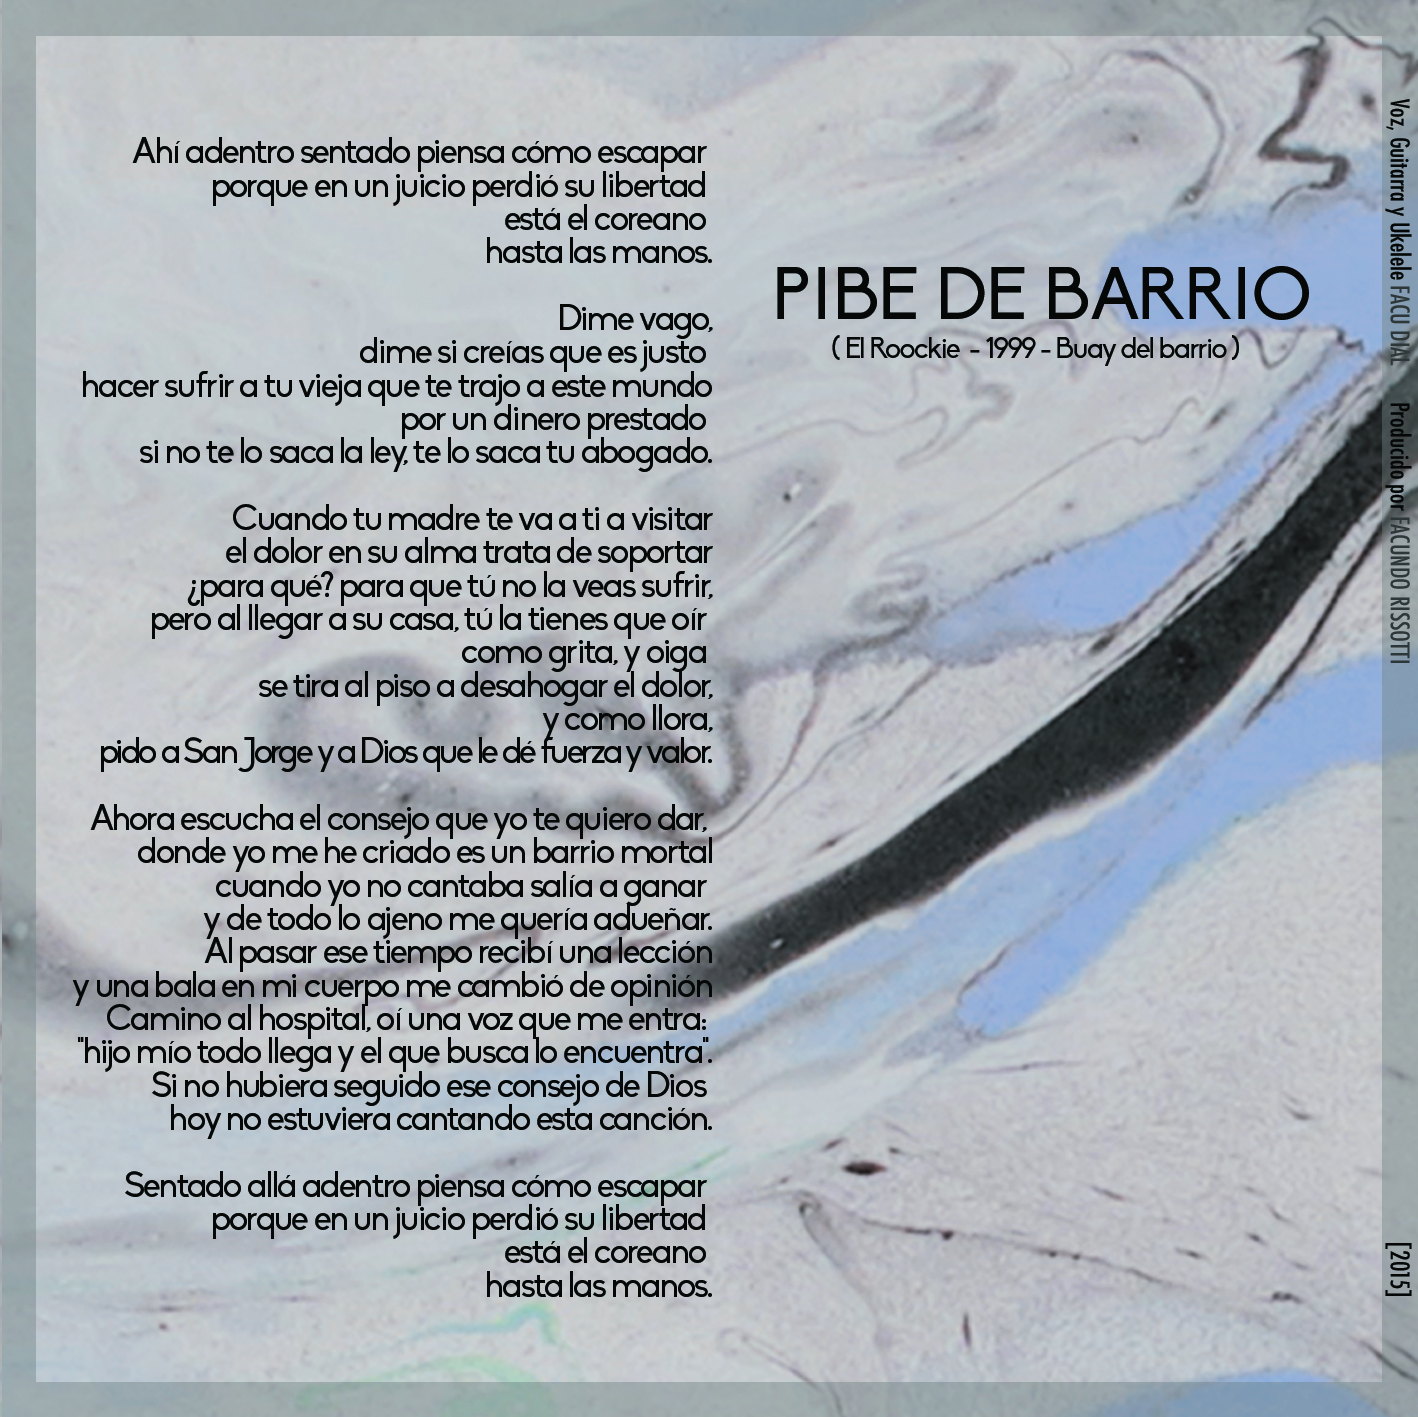 Ahí adentro sentado piensa cómo escapar
porque en un juicio perdió su libertad
está el coreano
hasta las manos.
Dime vago,
dime si creías que es justo
hacer sufrir a tu vieja que te trajo a este mundo
por un dinero prestado
si no te lo saca la ley, te lo saca tu abogado.
Cuando tu madre te va a ti a visitar
el dolor en su alma trata de soportar
¿para qué? para que tú no la veas sufrir,
pero al llegar a su casa, tú la tienes que oír
como grita, y oiga
se tira al piso a desahogar el dolor,
y como llora,
pido a San Jorge y a Dios que le dé fuerza y valor.
Ahora escucha el consejo que yo te quiero dar,
donde yo me he criado es un barrio mortal
cuando yo no cantaba salía a ganar
y de todo lo ajeno me quería adueñar.
Al pasar ese tiempo recibí una lección
y una bala en mi cuerpo me cambió de opinión
Camino al hospital, oí una voz que me entra:
"hijo mío todo llega y el que busca lo encuentra".
Si no hubiera seguido ese consejo de Dios
hoy no estuviera cantando esta canción.
Sentado allá adentro piensa cómo escapar
porque en un juicio perdió su libertad
está el coreano
hasta las manos.
PIBE DE BARRIO
( El Roockie - 1999 - Buay del barrio )
Voz, Guitarra y Ukelele FACU DIAL Producido por FACUNDO RISSOTTI [2015]